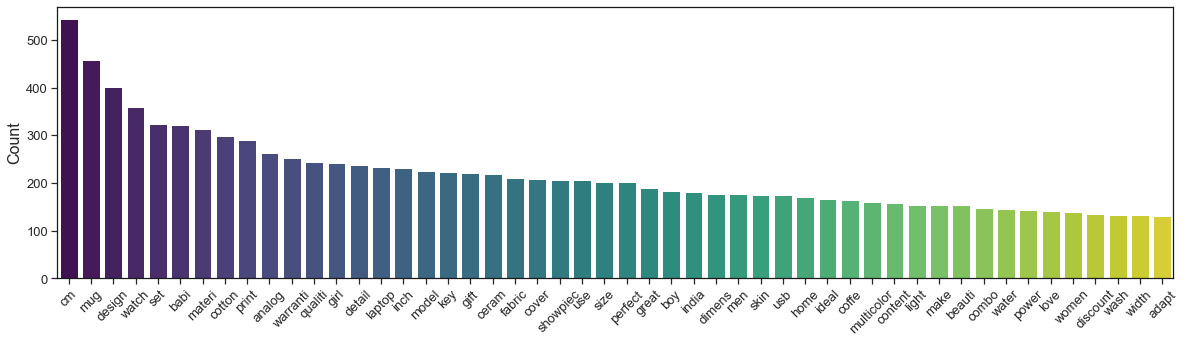 Count
500
400
300
200
100
0
cm
mug
design
watch
set
babi
materi
cotton
print
analog
warranti
qualiti
girl
detail
laptop
inch
model
key
gift
ceram
fabric
cover
showpiec
use
size
perfect
great
boy
india
dimens
men
skin
usb
home
ideal
coffe
multicolor
content
light
make
beauti
combo
water
power
love
women
discount
wash
width
adapt